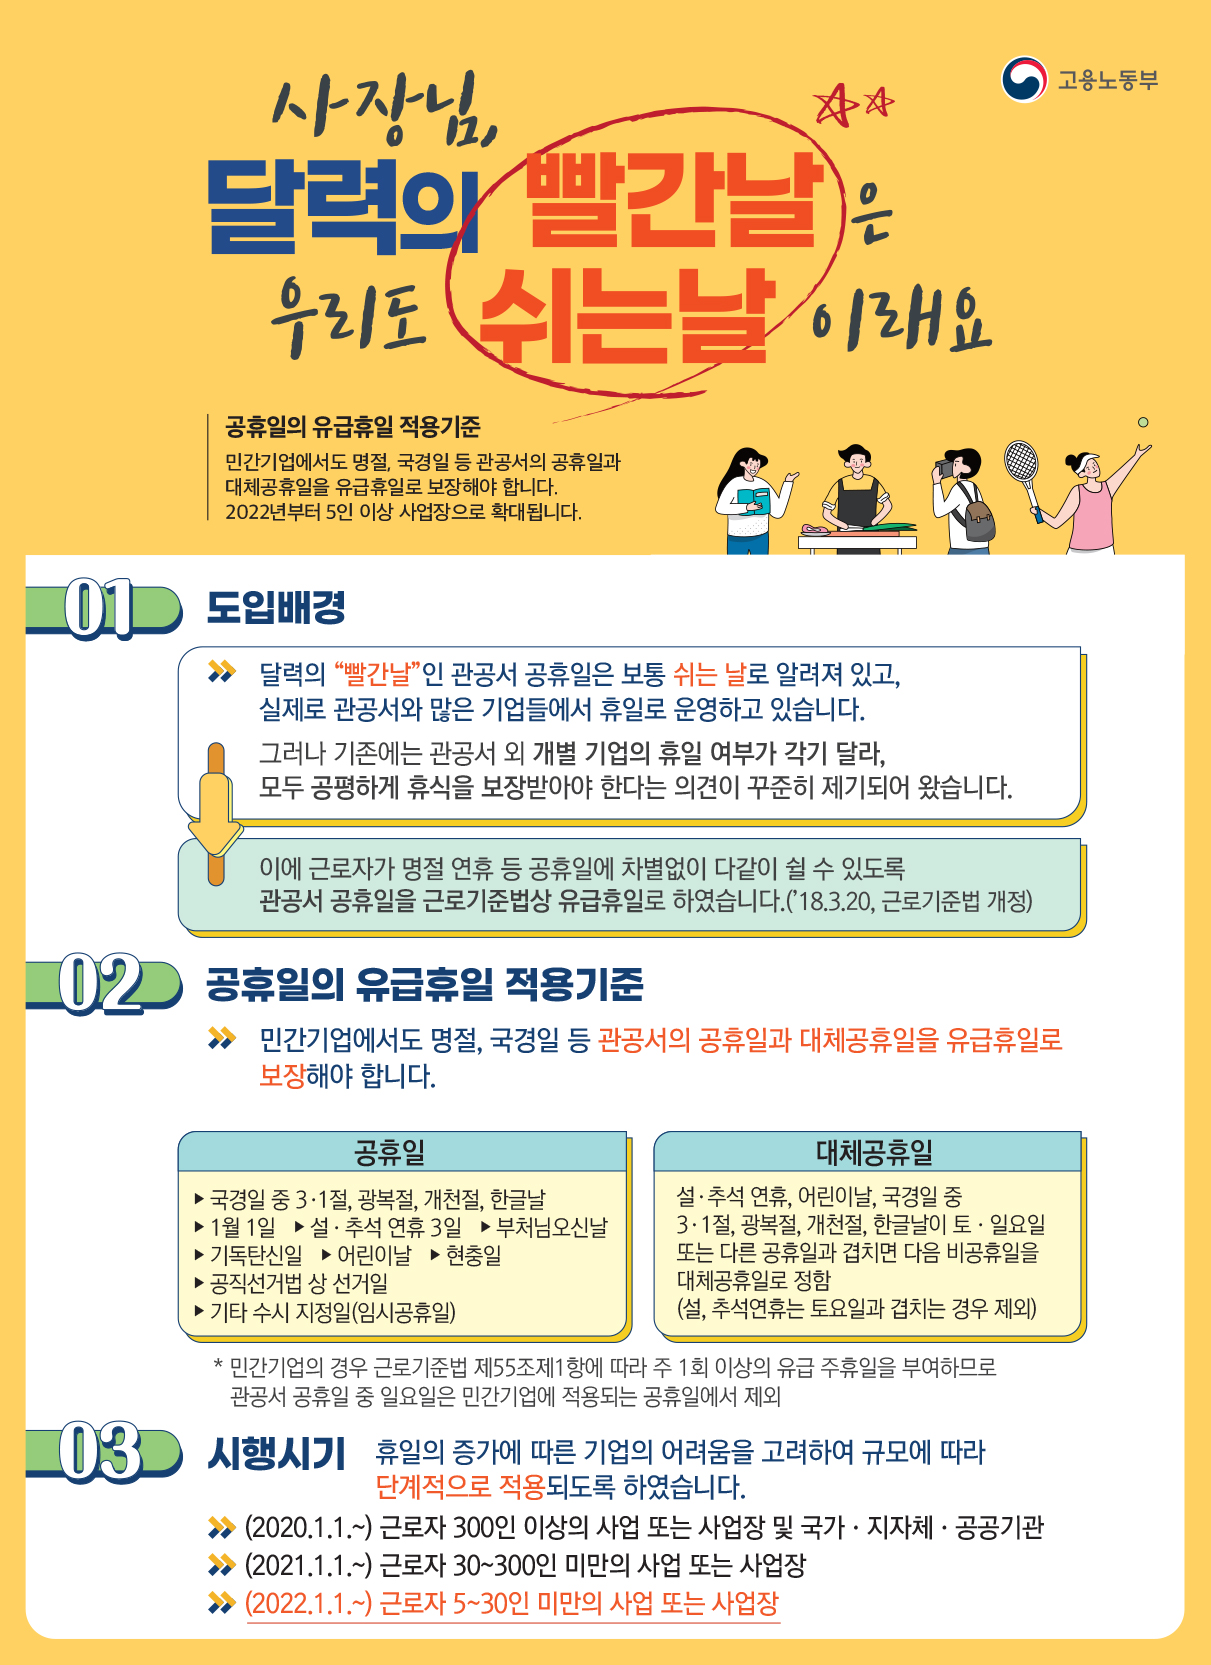 고용노동부
사장님,
달력의 빨간날은
우리도 쉬는날이래요
공휴일의 유급휴일 적용기준
민간기업에서도 명절, 국경일 등 관공서의 공휴일과
대체공휴일을 유급휴일로 보장해야 합니다.
2022년부터 5인 이상 사업장으로 확대됩니다.
01 도입배경
달력의 “빨간날”인 관공서 공휴일은 보통 쉬는 날로 알려져 있고,
실제로 관공서와 많은 기업들에서 휴일로 운영하고 있습니다.
그러나 기존에는 관공서 외 개별 기업의 휴일 여부가 각기 달라,
모두 공평하게 휴식을 보장받아야 한다는 의견이 꾸준히 제기되어 왔습니다.
이에 근로자가 명절 연휴 등 공휴일에 차별없이 다같이 쉴 수 있도록
관공서 공휴일을 근로기준법상 유급휴일로 하였습니다.(’18.3.20, 근로기준법 개정)
02 공휴일의 유급휴일 적용기준
민간기업에서도 명절, 국경일 등 관공서의 공휴일과 대체공휴일을 유급휴일로
보장해야 합니다.
공휴일
▶ 국경일 중 3·1절, 광복절, 개천절, 한글날
▶ 1월 1일 ▶ 설·추석 연휴 3일 ▶ 부처님오신날
▶ 기독탄신일 ▶ 어린이날 ▶ 현충일
▶ 공직선거법 상 선거일
▶ 기타 수시 지정일(임시공휴일)
대체공휴일
설·추석 연휴, 어린이날, 국경일 중
3·1절, 광복절, 개천절, 한글날이 토·일요일
또는 다른 공휴일과 겹치면 다음 비공휴일을
대체공휴일로 정함
(설, 추석연휴는 토요일과 겹치는 경우 제외)
* 민간기업의 경우 근로기준법 제55조제1항에 따라 주 1회 이상의 유급 주휴일을 부여하므로
관공서 공휴일 중 일요일은 민간기업에 적용되는 공휴일에서 제외
03 시행시기 휴일의 증가에 따른 기업의 어려움을 고려하여 규모에 따라
단계적으로 적용되도록 하였습니다.
(2020.1.1.~) 근로자 300인 이상의 사업 또는 사업장 및 국가·지자체·공공기관
(2021.1.1.~) 근로자 30~300인 미만의 사업 또는 사업장
(2022.1.1.~) 근로자 5~30인 미만의 사업 또는 사업장